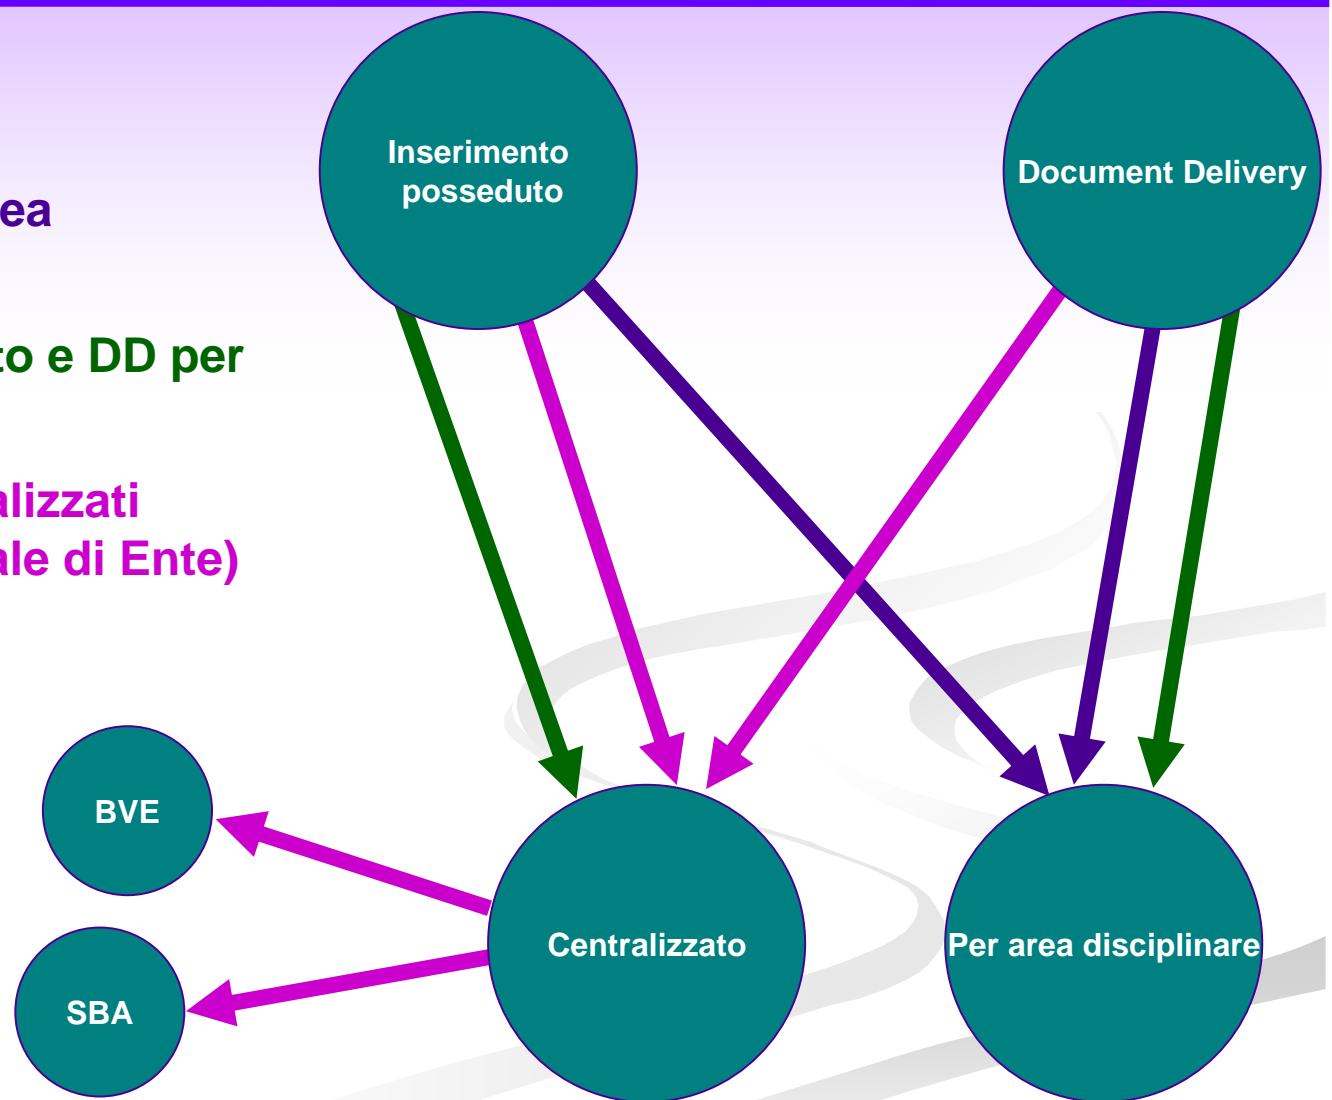 Inserimento
posseduto
Document Delivery
ea
to e DD per
alizzati
ale di Ente)
BVE
SBA
Centralizzato
Per area disciplinare